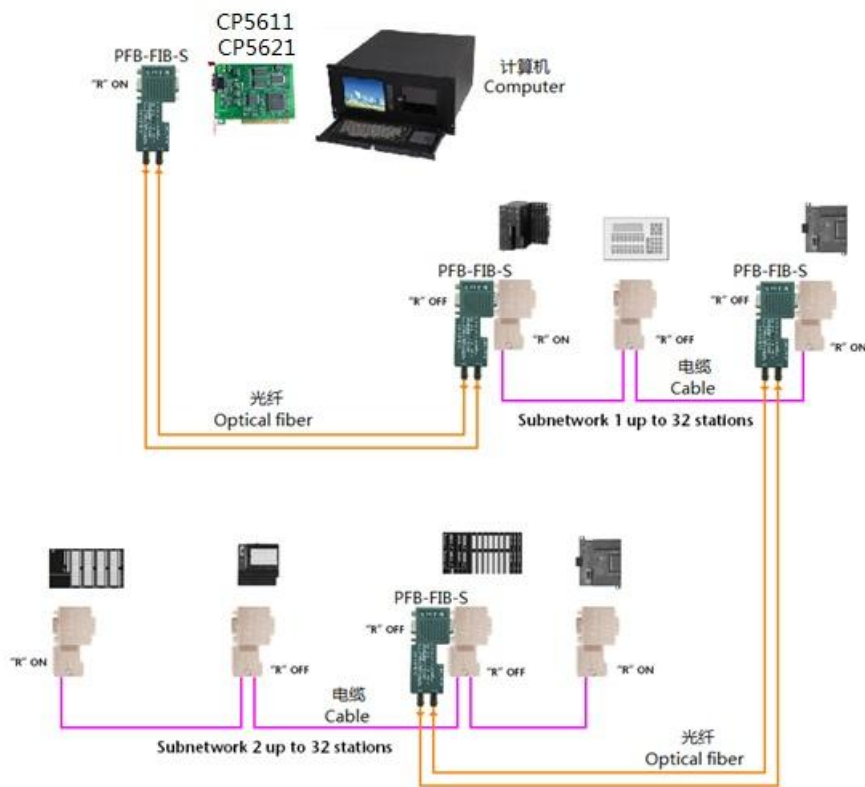 CP5611
CP5621
PFB-FIB-S
"R" ON
计算机
Computer
PFB-FIB-S
"R" OFF
"R" ON
"R" OFF
PFB-FIB-S
"R" OFF
"R" ON
电缆
Cable
光纤
Optical fiber
Subnetwork 1 up to 32 stations
PFB-FIB-S
"R" ON
"R" OFF
"R" OFF
"R" OFF
"R" ON
电缆
Cable
Subnetwork 2 up to 32 stations
光纤
Optical fiber